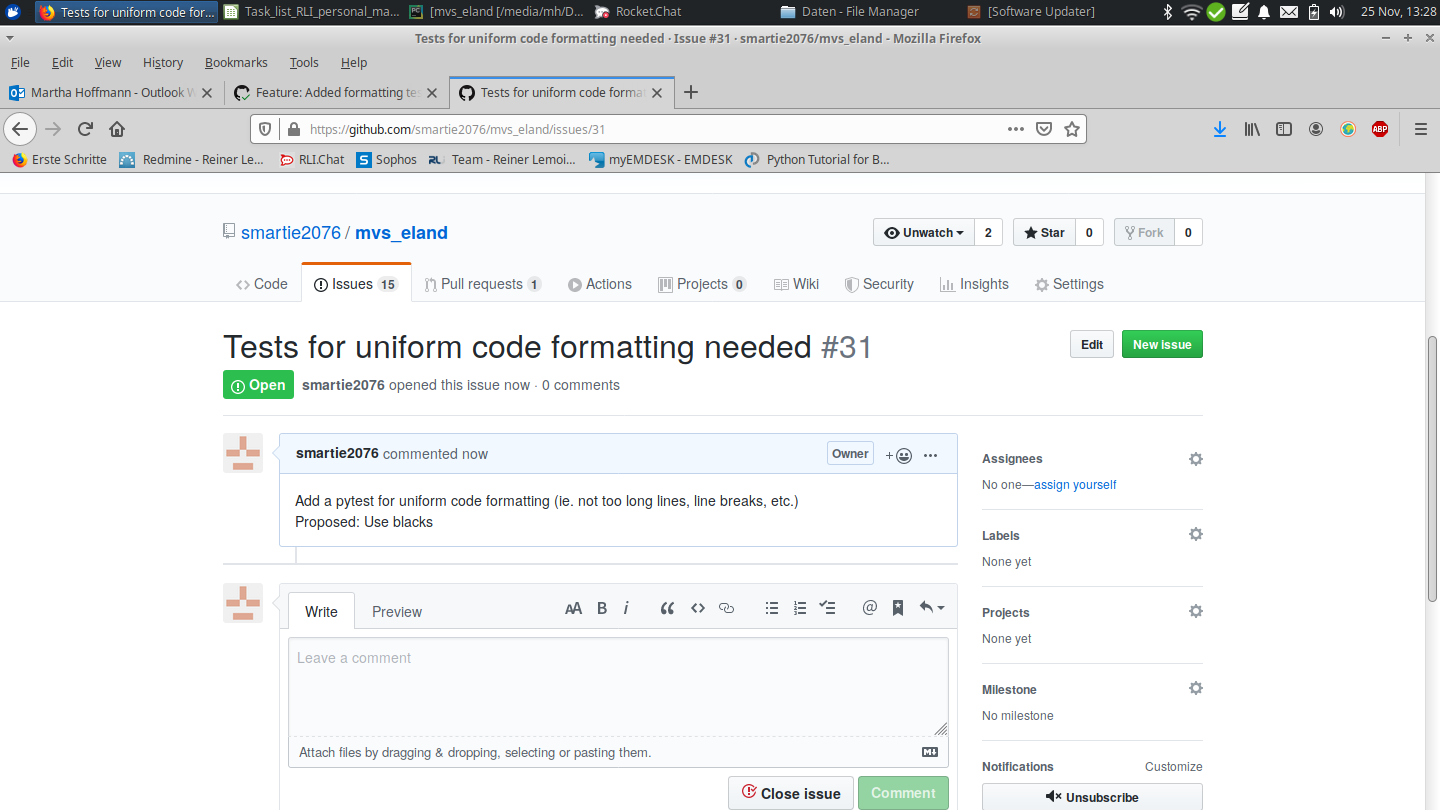 Tests for uniform code for...
Task_list_RLI_personal_ma...
[mvs_eland [/media/mh/D...
Rocket.Chat
Daten - File Manager
[Software Updater]
25 Nov, 13:28
Tests for uniform code formatting needed · Issue #31 · smartie2076/mvs_eland - Mozilla Firefox
File Edit View History Bookmarks Tools Help
Martha Hoffmann - Outlook W
Feature: Added formatting te
Tests for uniform code forma
https://github.com/smartie2076/mvs_eland/issues/31
ABP
Erste Schritte
Redmine - Reiner Le...
RLI.Chat
Sophos
Team - Reiner Lemoi...
myEMDESK - EMDESK
Python Tutorial for B...
smartie2076 / mvs_eland
Unwatch 2
Star 0
Fork 0
Code
Issues 15
Pull requests 1
Actions
Projects 0
Wiki
Security
Insights
Settings
Tests for uniform code formatting needed #31
Edit
New issue
Open
smartie2076 opened this issue now · 0 comments
smartie2076 commented now
Owner
Add a pytest for uniform code formatting (ie. not too long lines, line breaks, etc.)
Proposed: Use blacks
Assignees
No one—assign yourself
Labels
None yet
Projects
None yet
Milestone
No milestone
Notifications
Customize
Unsubscribe
Write
Preview
Leave a comment
Attach files by dragging & dropping, selecting or pasting them.
Close issue
Comment